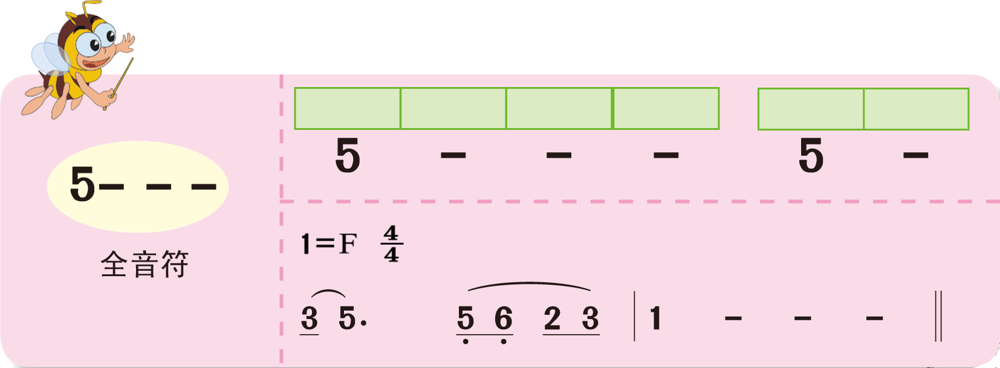 5 – – –
全音符
5 – – – 5 –
1=F 4/4
3 5. 5̣ 6̣ 2 3 | 1 – – – ‖